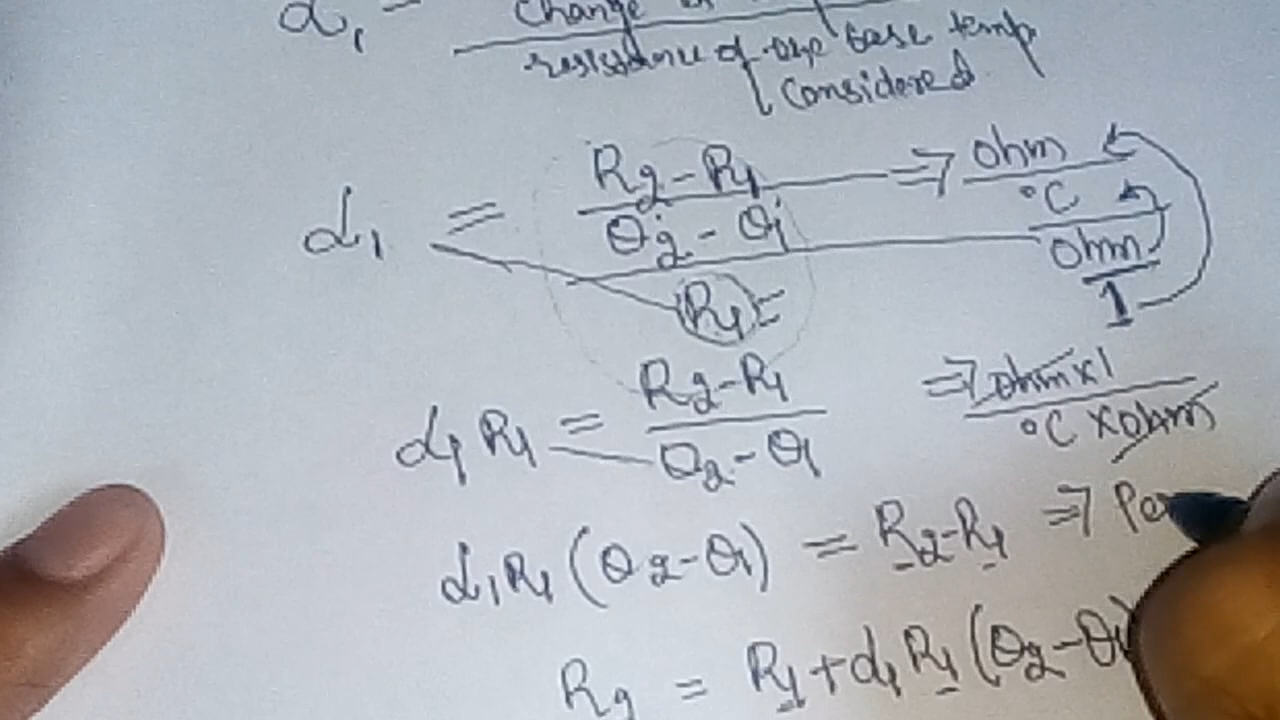 α₁ = Change
resistance of the base temp
considered
α₁ = R₂-R₁ ⇒ ohm
θ₂ - θ₁ °C
R₁ = ohm
1
α₁R₁ = R₂-R₁ ⇒ ohm x 1
θ₂-θ₁ °C x ohm
α₁R₁(θ₂-θ₁) = R₂-R₁ ⇒ Per
R₂ = R₁+α₁R₁(θ₂-θ₁)